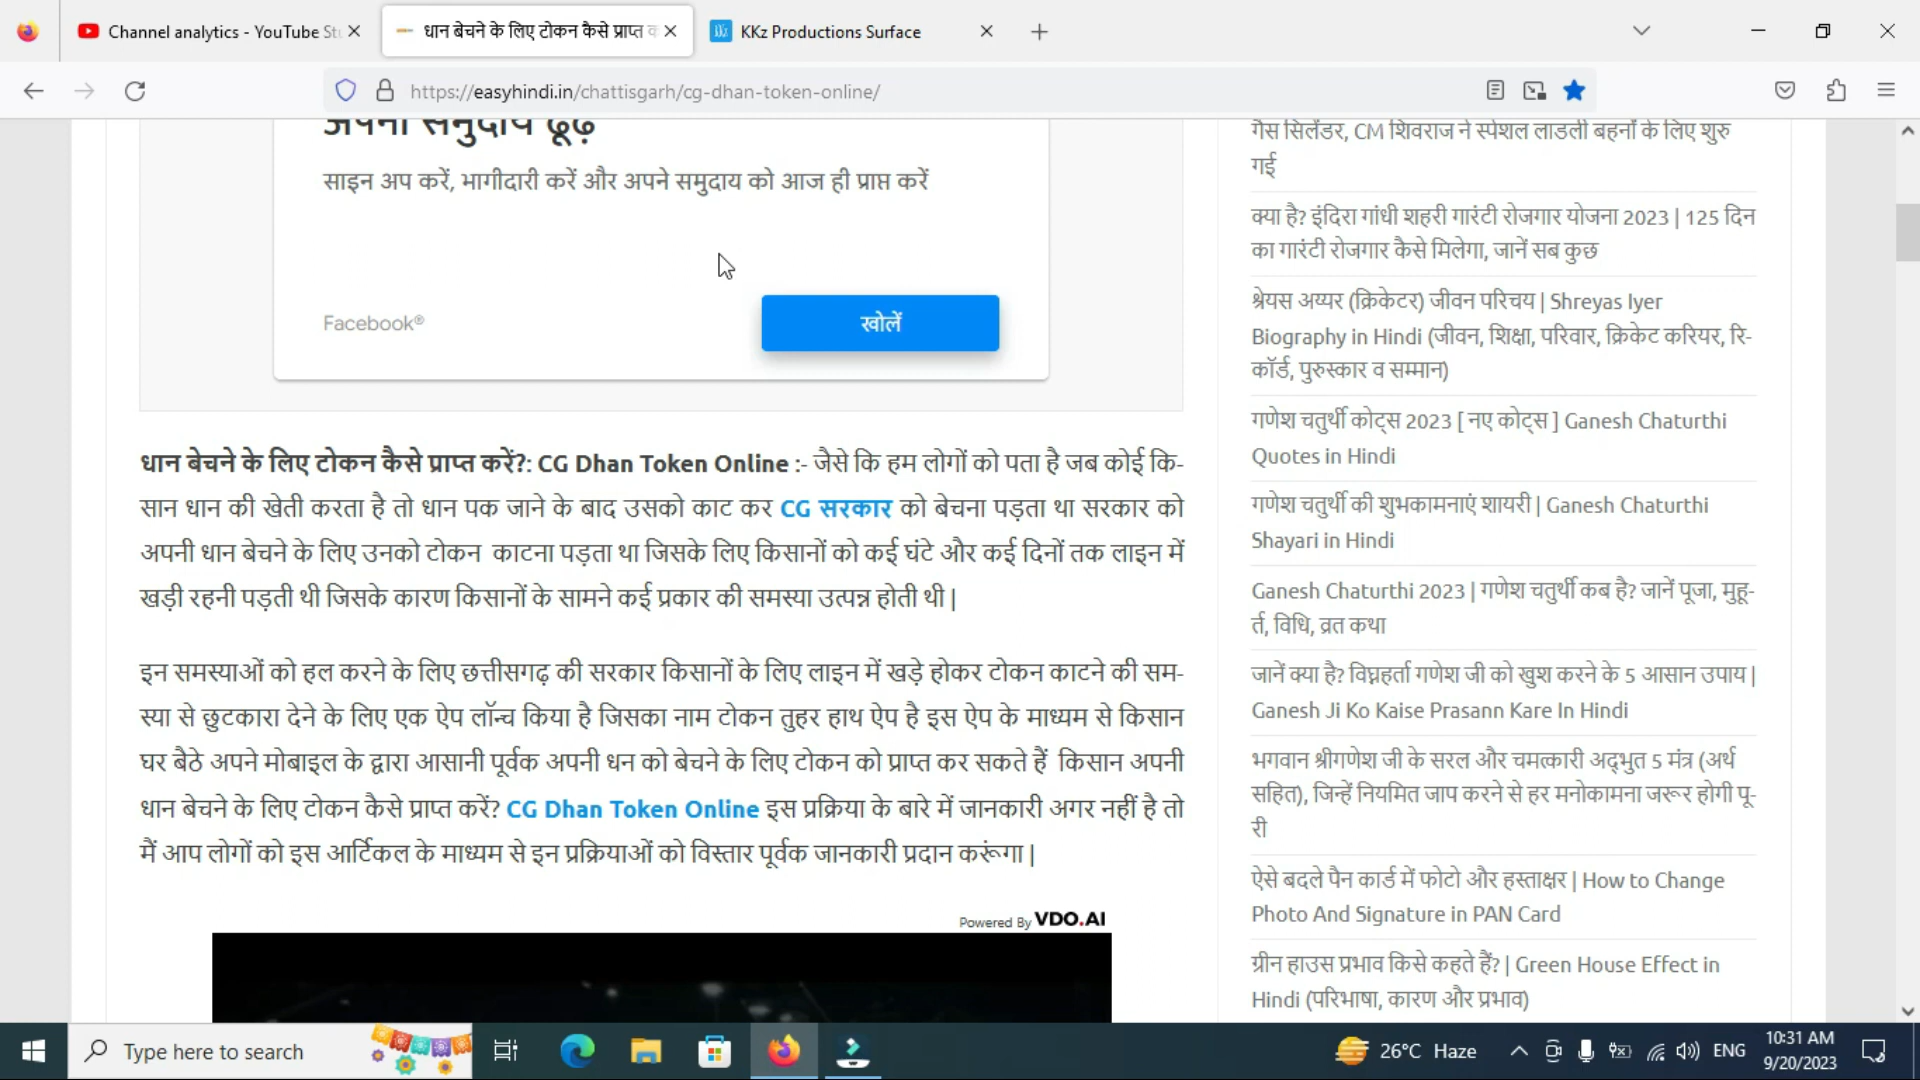 Channel analytics - YouTube St
धान बेचने के लिए टोकन कैसे प्राप्त क
KKz Productions Surface
https://easyhindi.in/chattisgarh/cg-dhan-token-online/
अपना समुदाय ढूंढ़ें
साइन अप करें, भागीदारी करें और अपने समुदाय को आज ही प्राप्त करें
Facebook®
खोलें
धान बेचने के लिए टोकन कैसे प्राप्त करें?: CG Dhan Token Online :- जैसे कि हम लोगों को पता है जब कोई कि-
सान धान की खेती करता है तो धान पक जाने के बाद उसको काट कर CG सरकार को बेचना पड़ता था सरकार को
अपनी धान बेचने के लिए उनको टोकन काटना पड़ता था जिसके लिए किसानों को कई घंटे और कई दिनों तक लाइन में
खड़ी रहनी पड़ती थी जिसके कारण किसानों के सामने कई प्रकार की समस्या उत्पन्न होती थी |
इन समस्याओं को हल करने के लिए छत्तीसगढ़ की सरकार किसानों के लिए लाइन में खड़े होकर टोकन काटने की सम-
स्या से छुटकारा देने के लिए एक ऐप लॉन्च किया है जिसका नाम टोकन तुहर हाथ ऐप है इस ऐप के माध्यम से किसान
घर बैठे अपने मोबाइल के द्वारा आसानी पूर्वक अपनी धन को बेचने के लिए टोकन को प्राप्त कर सकते हैं किसान अपनी
धान बेचने के लिए टोकन कैसे प्राप्त करें? CG Dhan Token Online इस प्रक्रिया के बारे में जानकारी अगर नहीं है तो
मैं आप लोगों को इस आर्टिकल के माध्यम से इन प्रक्रियाओं को विस्तार पूर्वक जानकारी प्रदान करूंगा |
Powered By VDO.AI
गैस सिलेंडर, CM शिवराज ने स्पेशल लाडली बहनों के लिए शुरु
गई
क्या है? इंदिरा गांधी शहरी गारंटी रोजगार योजना 2023 | 125 दिन
का गारंटी रोजगार कैसे मिलेगा, जानें सब कुछ
श्रेयस अय्यर (क्रिकेटर) जीवन परिचय | Shreyas Iyer
Biography in Hindi (जीवन, शिक्षा, परिवार, क्रिकेट करियर, रि-
कॉर्ड, पुरुस्कार व सम्मान)
गणेश चतुर्थी कोट्स 2023 [ नए कोट्स ] Ganesh Chaturthi
Quotes in Hindi
गणेश चतुर्थी की शुभकामनाएं शायरी | Ganesh Chaturthi
Shayari in Hindi
Ganesh Chaturthi 2023 | गणेश चतुर्थी कब है? जानें पूजा, मुहू-
र्त, विधि, व्रत कथा
जानें क्या है? विघ्नहर्ता गणेश जी को खुश करने के 5 आसान उपाय |
Ganesh Ji Ko Kaise Prasann Kare In Hindi
भगवान श्रीगणेश जी के सरल और चमत्कारी अद्भुत 5 मंत्र (अर्थ
सहित), जिन्हें नियमित जाप करने से हर मनोकामना जरूर होगी पू-
री
ऐसे बदले पैन कार्ड में फोटो और हस्ताक्षर | How to Change
Photo And Signature in PAN Card
ग्रीन हाउस प्रभाव किसे कहते हैं? | Green House Effect in
Hindi (परिभाषा, कारण और प्रभाव)
Type here to search
26°C Haze
ENG
10:31 AM
9/20/2023